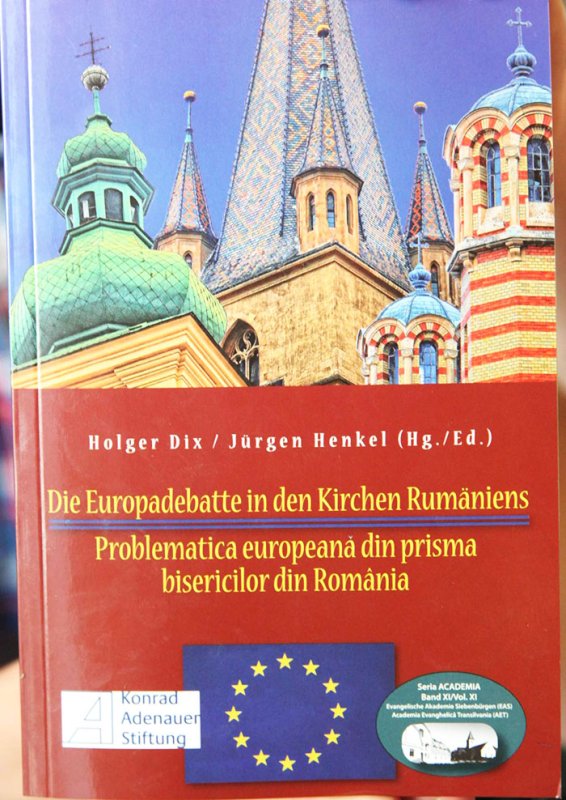 Holger Dix / Jürgen Henkel (Hg./Ed.)
Die Europadebatte in den Kirchen Rumäniens
Problematica europeană din prisma
bisericilor din România
A
Konrad
Adenauer
Stiftung
Seria ACADEMIA
Band XI/Vol. XI
Evangelische Akademie Siebenbürgen (EAS)
Academia Evanghelică Transilvania (AET)